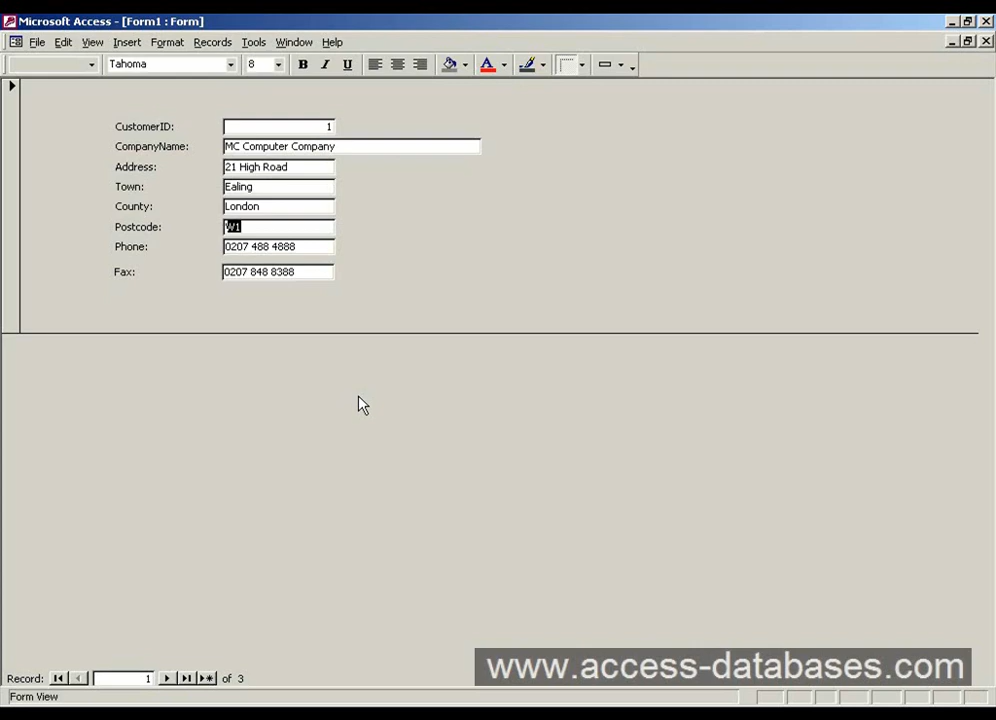 Microsoft Access - [Form1 : Form]
File Edit View Insert Format Records Tools Window Help
Tahoma 8 B I U A
CustomerID: 1
CompanyName: MC Computer Company
Address: 21 High Road
Town: Ealing
County: London
Postcode: W1
Phone: 0207 488 4888
Fax: 0207 848 8388
www.access-databases.com
Record: 1 of 3
Form View